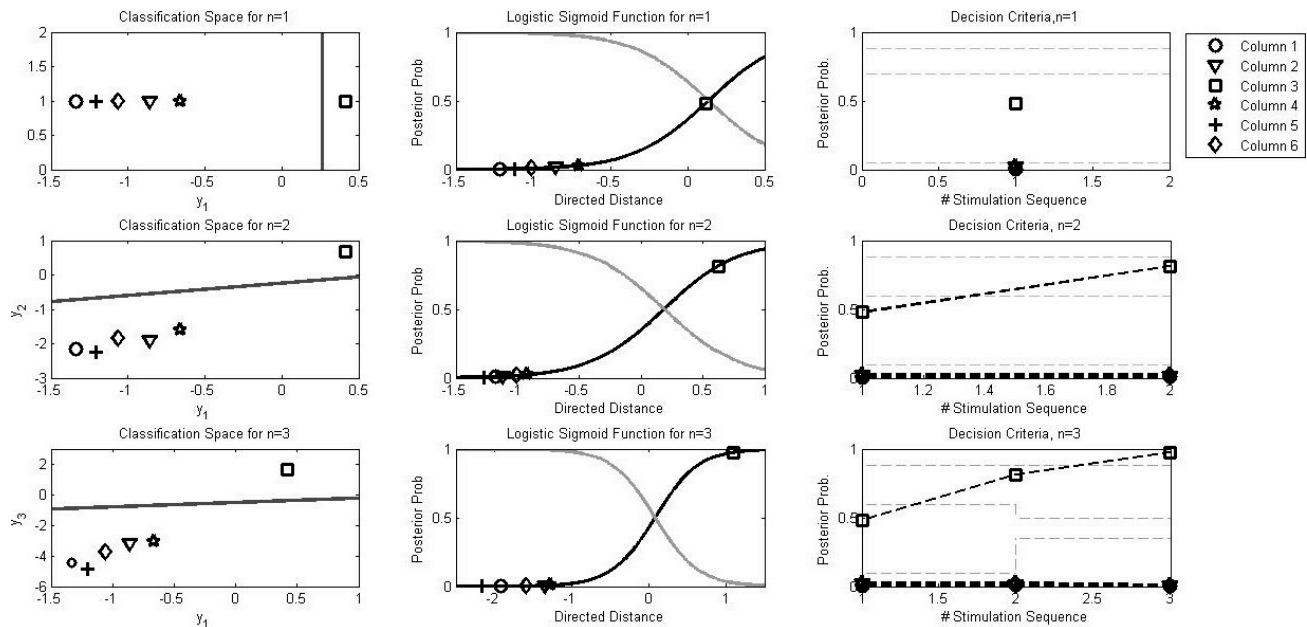 Classification Space for n=1
2
1.5
1
0.5
0
-1.5 -1 -0.5 0 0.5
y1
Logistic Sigmoid Function for n=1
Posterior Prob
1
0.5
0
-1.5 -1 -0.5 0 0.5
Directed Distance
Decision Criteria,n=1
Posterior Prob.
1
0.5
0
0 0.5 1 1.5 2
# Stimulation Sequence
Column 1
Column 2
Column 3
Column 4
Column 5
Column 6
Classification Space for n=2
y2
1
0
-1
-2
-3
-1.5 -1 -0.5 0 0.5
y1
Logistic Sigmoid Function for n=2
Posterior Prob
1
0.5
0
-1.5 -1 -0.5 0 0.5 1
Directed Distance
Decision Criteria, n=2
Posterior Prob.
1
0.5
0
1 1.2 1.4 1.6 1.8 2
# Stimulation Sequence
Classification Space for n=3
y3
2
0
-2
-4
-6
-1.5 -1 -0.5 0 0.5 1
y1
Logistic Sigmoid Function for n=3
Posterior Prob
1
0.5
0
-2 -1 0 1
Directed Distance
Decision Criteria, n=3
Posterior Prob.
1
0.5
0
1 1.5 2 2.5 3
# Stimulation Sequence